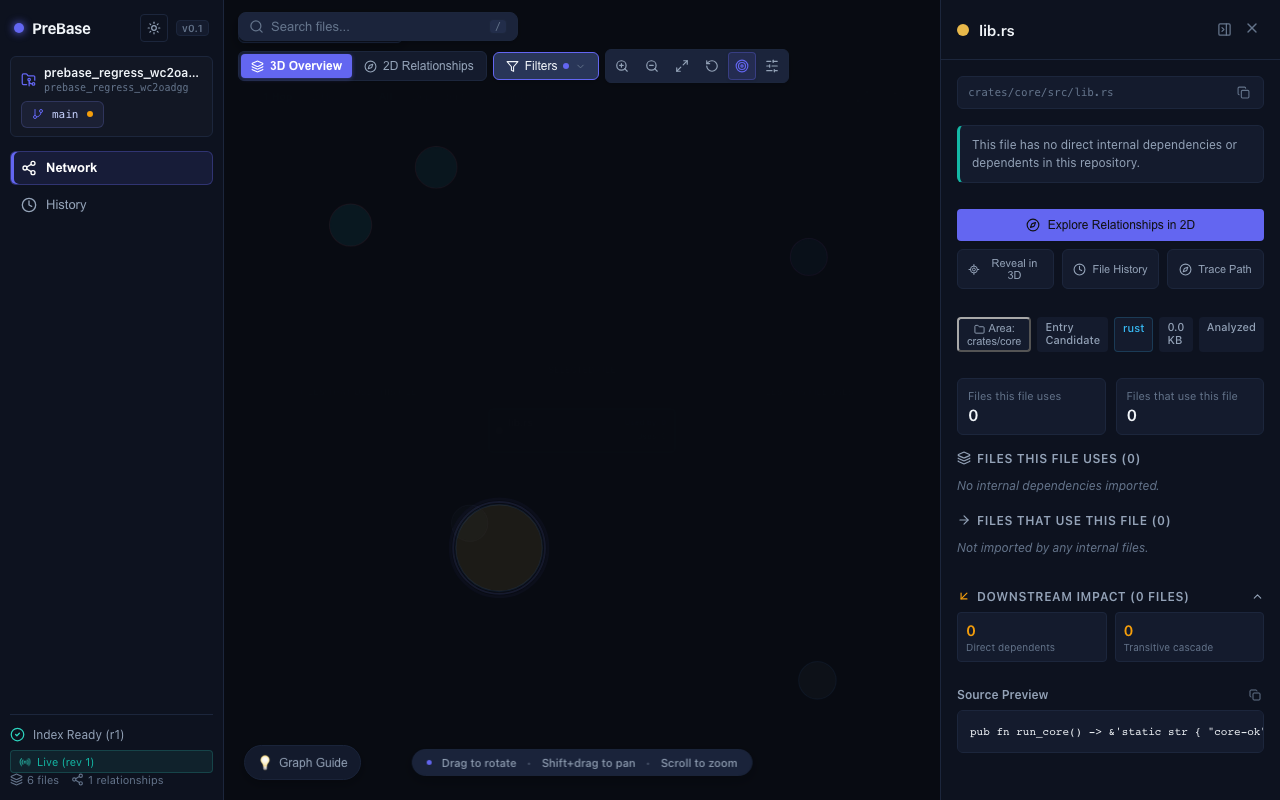 PreBase
v0.1
prebase_regress_wc2oa...
prebase_regress_wc2oadgg
main
Network
History
Index Ready (r1)
Live (rev 1)
6 files
1 relationships
Search files...
/
3D Overview
2D Relationships
Filters
Graph Guide
Drag to rotate · Shift+drag to pan · Scroll to zoom
lib.rs
crates/core/src/lib.rs
This file has no direct internal dependencies or
dependents in this repository.
Explore Relationships in 2D
Reveal in
3D
File History
Trace Path
Area:
crates/core
Entry
Candidate
rust
0.0
KB
Analyzed
Files this file uses
0
Files that use this file
0
FILES THIS FILE USES (0)
No internal dependencies imported.
FILES THAT USE THIS FILE (0)
Not imported by any internal files.
DOWNSTREAM IMPACT (0 FILES)
0
Direct dependents
0
Transitive cascade
Source Preview
pub fn run_core() -> &'static str { "core-ok"